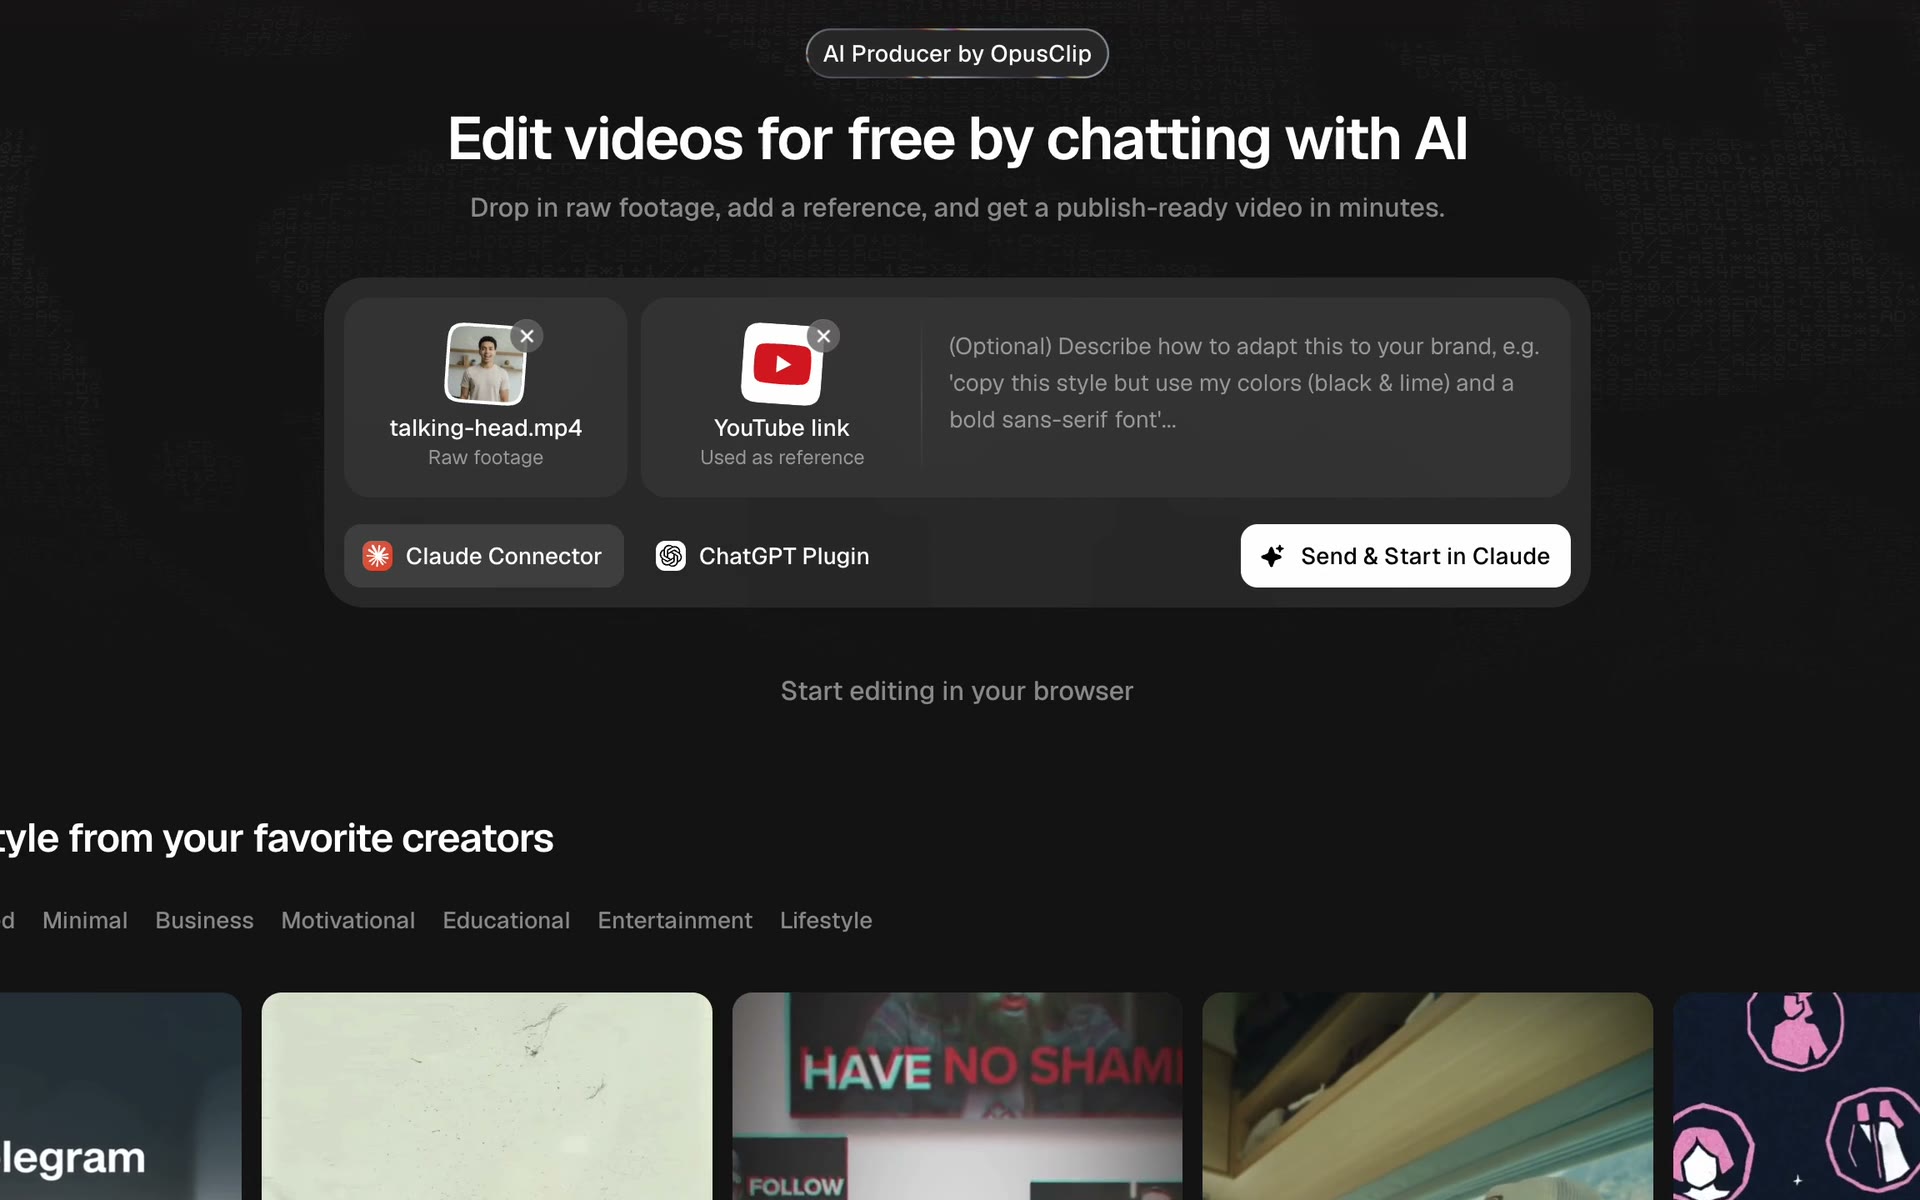 AI Producer by OpusClip
Edit videos for free by chatting with AI
Drop in raw footage, add a reference, and get a publish-ready video in minutes.
talking-head.mp4
Raw footage
YouTube link
Used as reference
(Optional) Describe how to adapt this to your brand, e.g.
'copy this style but use my colors (black & lime) and a
bold sans-serif font'...
Claude Connector
ChatGPT Plugin
Send & Start in Claude
Start editing in your browser
tyle from your favorite creators
d Minimal Business Motivational Educational Entertainment Lifestyle
legram
HAVE NO SHAM
FOLLOW